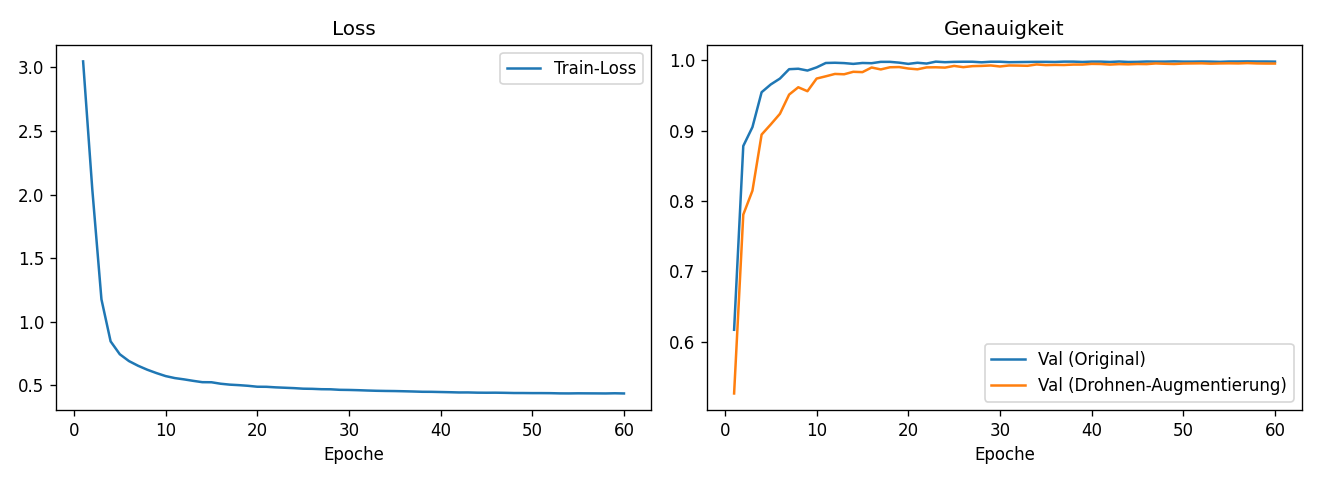 Loss
3.0
2.5
2.0
1.5
1.0
0.5
0 10 20 30 40 50 60
Epoche
Train-Loss
Genauigkeit
1.0
0.9
0.8
0.7
0.6
0 10 20 30 40 50 60
Epoche
Val (Original)
Val (Drohnen-Augmentierung)